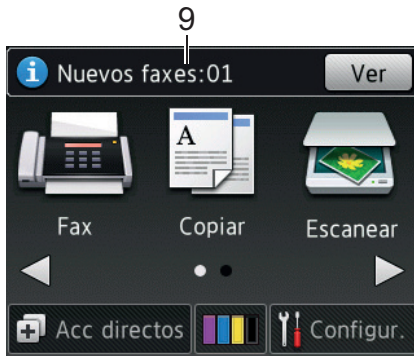 9
Nuevos faxes:01 Ver
A
Fax Copiar Escanear
Acc directos Configur.